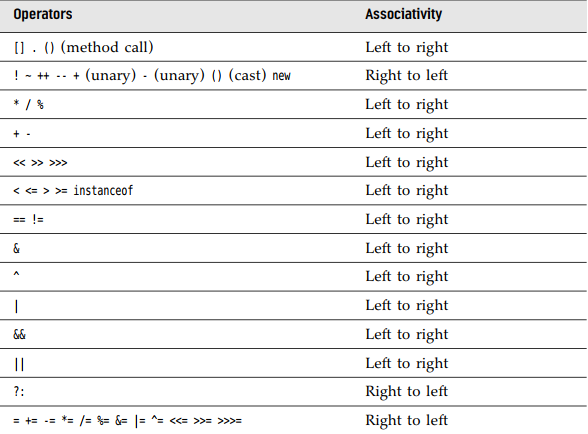 Operators Associativity
[] . () (method call) Left to right
! ~ ++ -- + (unary) - (unary) () (cast) new Right to left
* / % Left to right
+ - Left to right
<< >> >>> Left to right
< <= > >= instanceof Left to right
== != Left to right
& Left to right
^ Left to right
| Left to right
&& Left to right
|| Left to right
?: Right to left
= += -= *= /= %= &= |= ^= <<= >>= >>>= Right to left